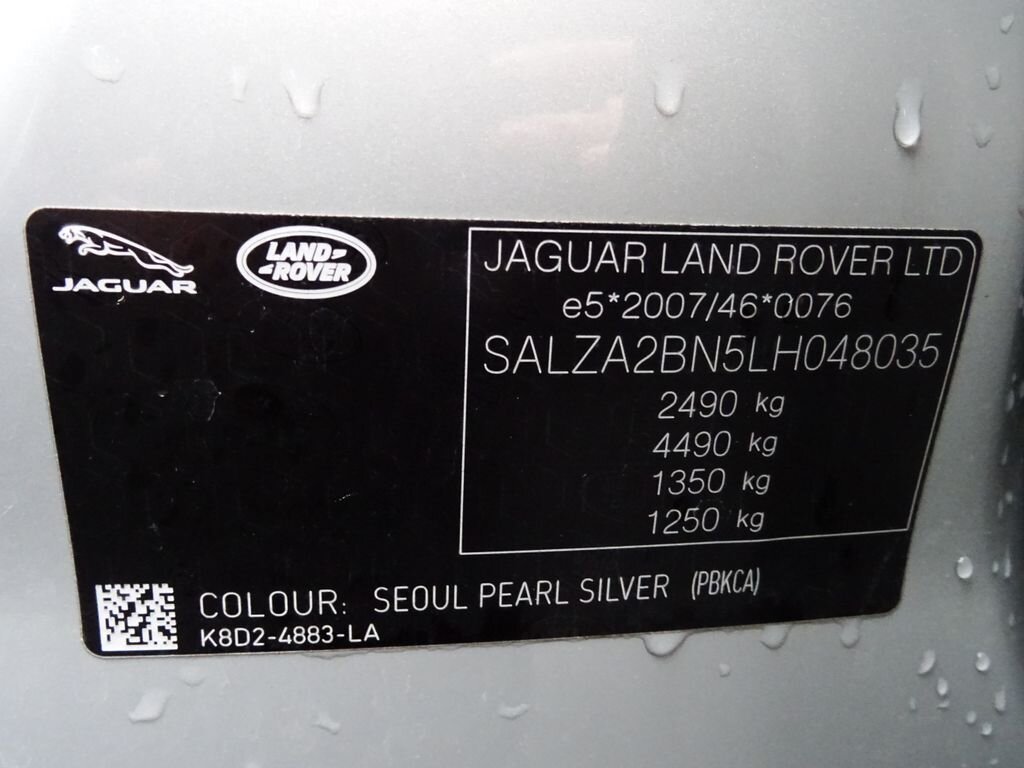 JAGUAR
LAND ROVER
JAGUAR LAND ROVER LTD
e5*2007/46*0076
SALZA2BN5LH048035
2490 kg
4490 kg
1350 kg
1250 kg
COLOUR: SEOUL PEARL SILVER (PBKCA)
K8D2-4883-LA